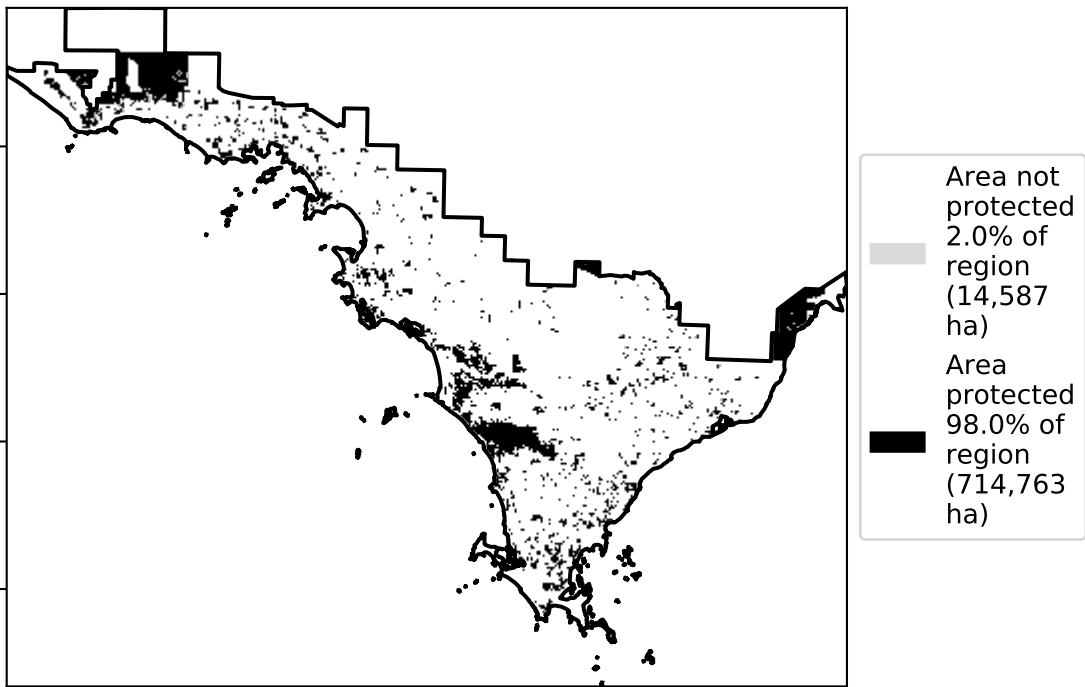 Area not
protected
2.0% of
region
(14,587
ha)
Area
protected
98.0% of
region
(714,763
ha)